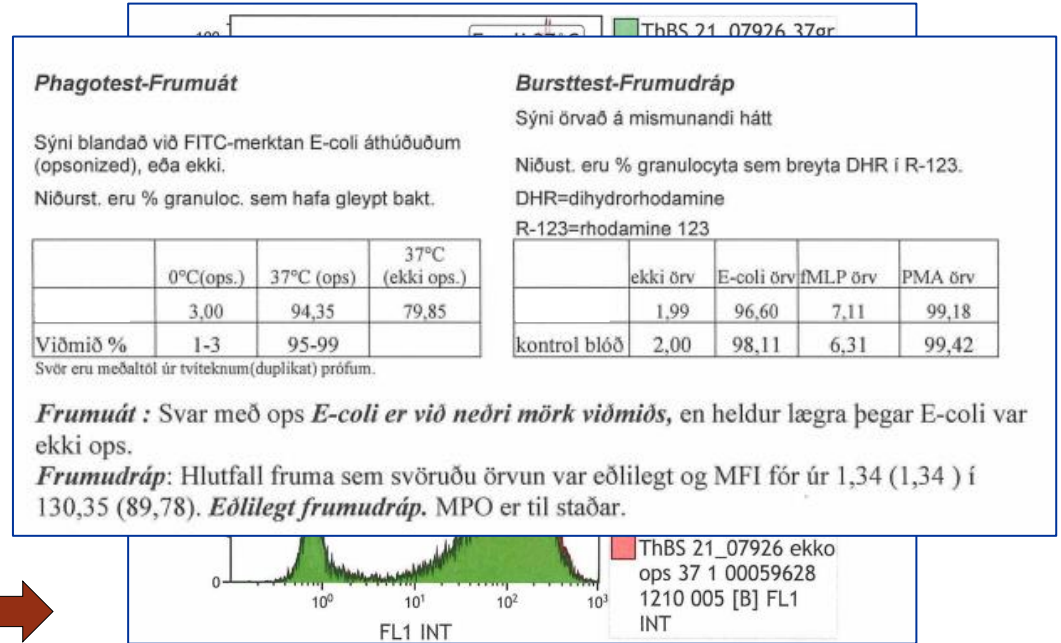 100
ThBS 21_07926 37gr
Phagotest-Frumuát
Sýni blandað við FITC-merktan E-coli áthúðuðum
(opsonized), eða ekki.
Niðurst. eru % granuloc. sem hafa gleypt bakt.
0°C(ops.) 37°C (ops) 37°C (ekki ops.)
3,00 94,35 79,85
Viðmið % 1-3 95-99
Svör eru meðaltöl úr tvíteknum(duplikat) prófum.
Bursttest-Frumudráp
Sýni örvað á mismunandi hátt
Niðust. eru % granulocyta sem breyta DHR í R-123.
DHR=dihydrorhodamine
R-123=rhodamine 123
ekki örv E-coli örv fMLP örv PMA örv
1,99 96,60 7,11 99,18
kontrol blóð 2,00 98,11 6,31 99,42
Frumuát : Svar með ops E-coli er við neðri mörk viðmiðs, en heldur lægra þegar E-coli var
ekki ops.
Frumudráp: Hlutfall fruma sem svöruðu örvun var eðlilegt og MFI fór úr 1,34 (1,34 ) í
130,35 (89,78). Eðlilegt frumudráp. MPO er til staðar.
0
10⁰ 10¹ 10² 10³
FL1 INT
ThBS 21_07926 ekko
ops 37 1 00059628
1210 005 [B] FL1
INT